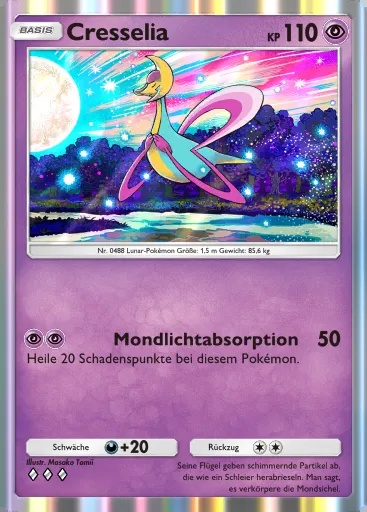 BASIS Cresselia KP 110
Nr. 0488 Lunar-Pokémon Größe: 1,5 m Gewicht: 85,6 kg
Mondlichtabsorption 50
Heile 20 Schadenspunkte bei diesem Pokémon.
Schwäche +20 Rückzug
Illustr. Masako Tomii
Seine Flügel geben schimmernde Partikel ab,
die wie ein Schleier herabrieseln. Man sagt,
es verkörpere die Mondsichel.